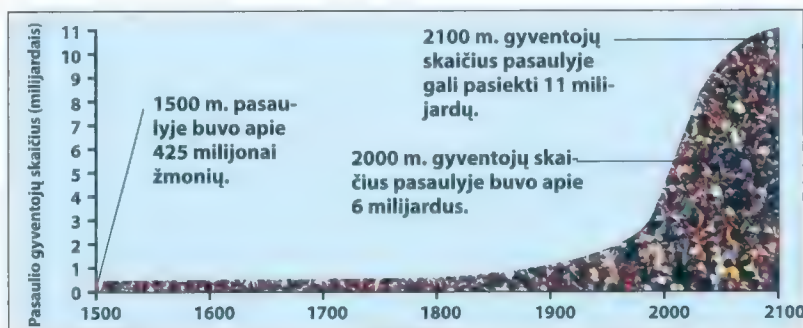 Pasaulio gyventojų skaičius (milijardais)
11
10
9
8
7
6
5
4
3
2
1
0
1500 m. pasau-
lyje buvo apie
425 milijonai
žmonių.
2100 m. gyventojų
skaičius pasaulyje
gali pasiekti 11 mili-
jardų.
2000 m. gyventojų skai-
čius pasaulyje buvo apie
6 milijardus.
1500 1600 1700 1800 1900 2000 2100